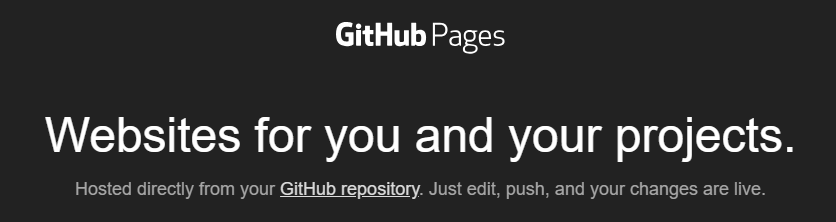 GitHub Pages
Websites for you and your projects.
Hosted directly from your GitHub repository. Just edit, push, and your changes are live.